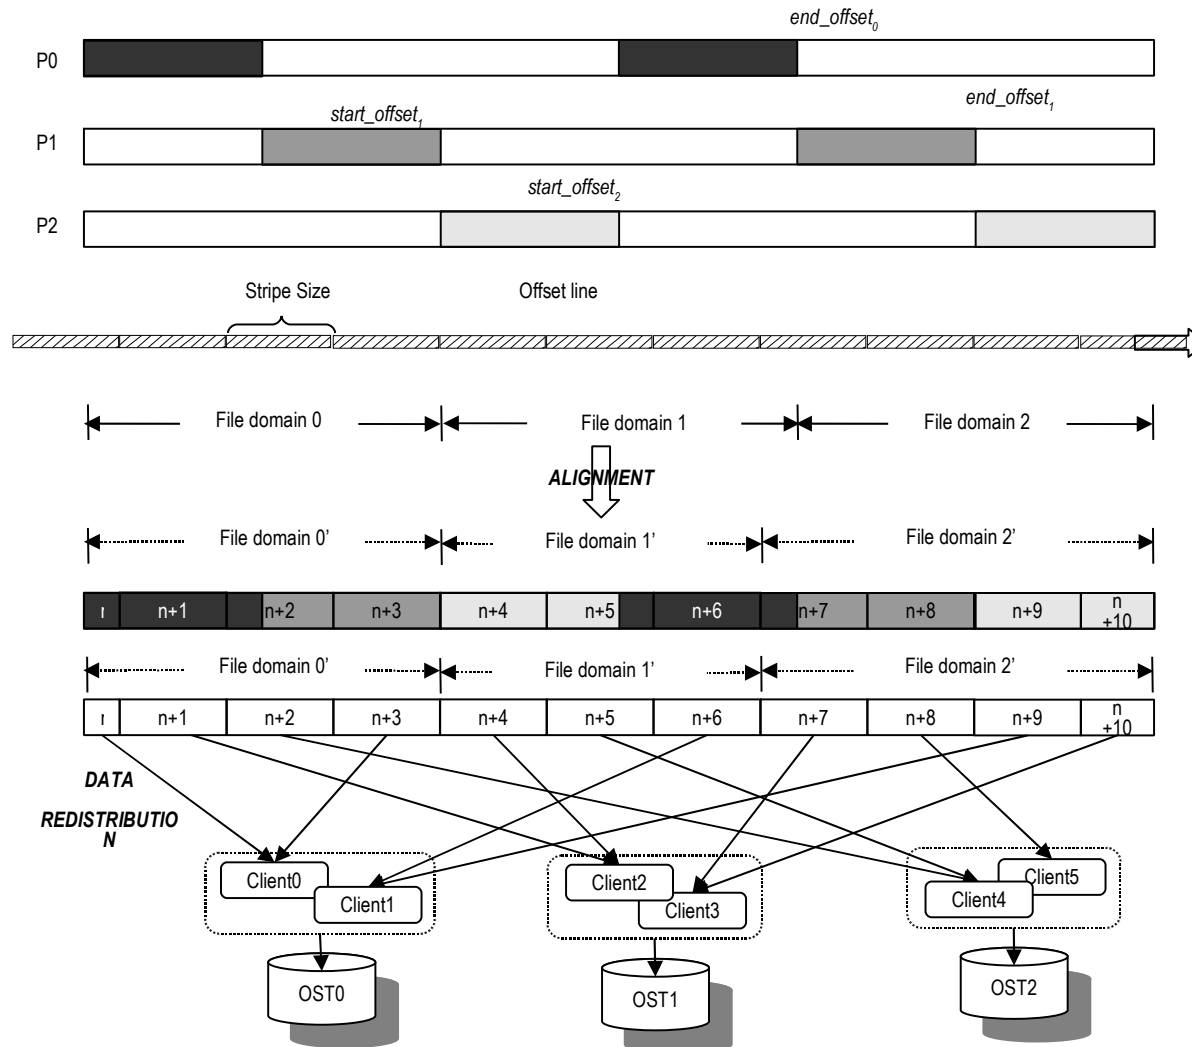 end_offset0
P0
end_offset1
start_offset1
P1
start_offset2
P2
Stripe Size Offset line
File domain 0 File domain 1 File domain 2
ALIGNMENT
File domain 0' File domain 1' File domain 2'
n+1 n+2 n+3 n+4 n+5 n+6 n+7 n+8 n+9 n
+10
File domain 0' File domain 1' File domain 2'
n+1 n+2 n+3 n+4 n+5 n+6 n+7 n+8 n+9 n
+10
DATA
REDISTRIBUTIO
N
Client0 Client2 Client5
Client1 Client3 Client4
OST0 OST1 OST2